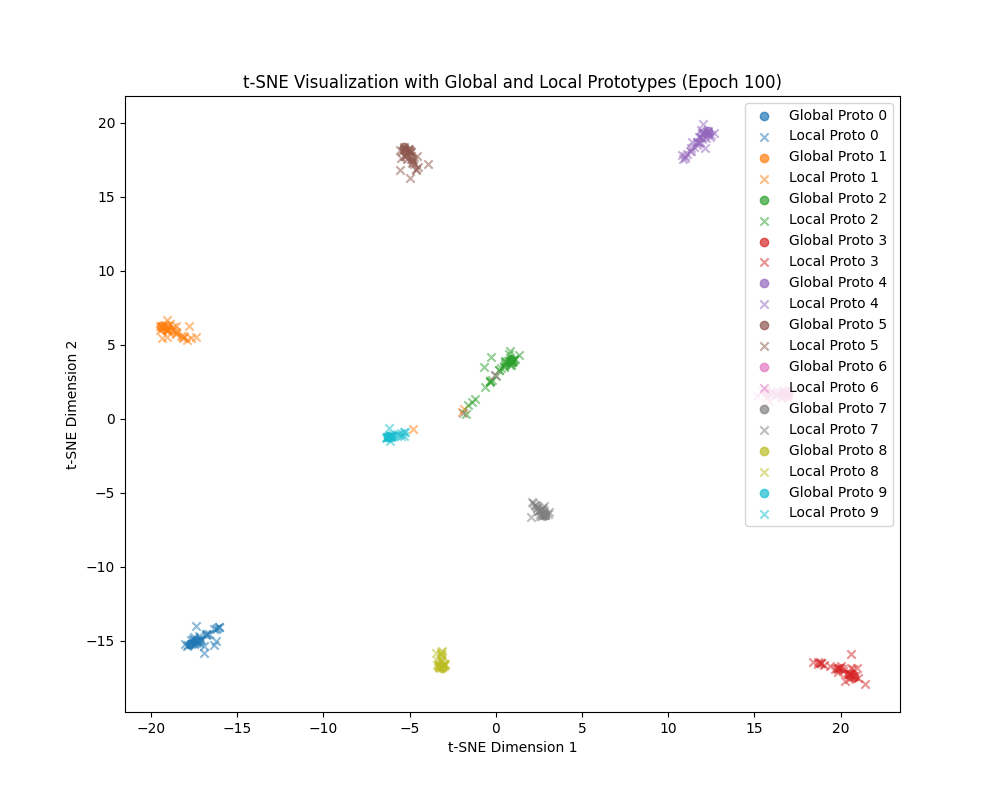 t-SNE Visualization with Global and Local Prototypes (Epoch 100)
20
15
10
5
0
−5
−10
−15
t-SNE Dimension 2
−20
−15
−10
−5
0
5
10
15
20
t-SNE Dimension 1
Global Proto 0
Local Proto 0
Global Proto 1
Local Proto 1
Global Proto 2
Local Proto 2
Global Proto 3
Local Proto 3
Global Proto 4
Local Proto 4
Global Proto 5
Local Proto 5
Global Proto 6
Local Proto 6
Global Proto 7
Local Proto 7
Global Proto 8
Local Proto 8
Global Proto 9
Local Proto 9